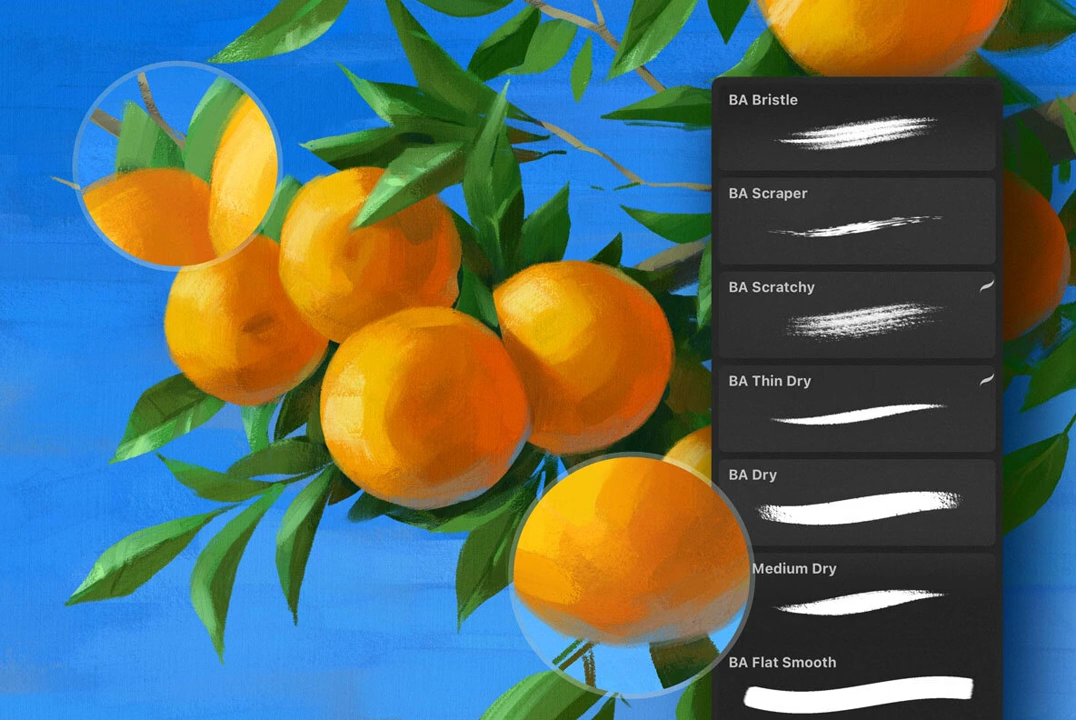 BA Bristle
BA Scraper
BA Scratchy
BA Thin Dry
BA Dry
Medium Dry
BA Flat Smooth